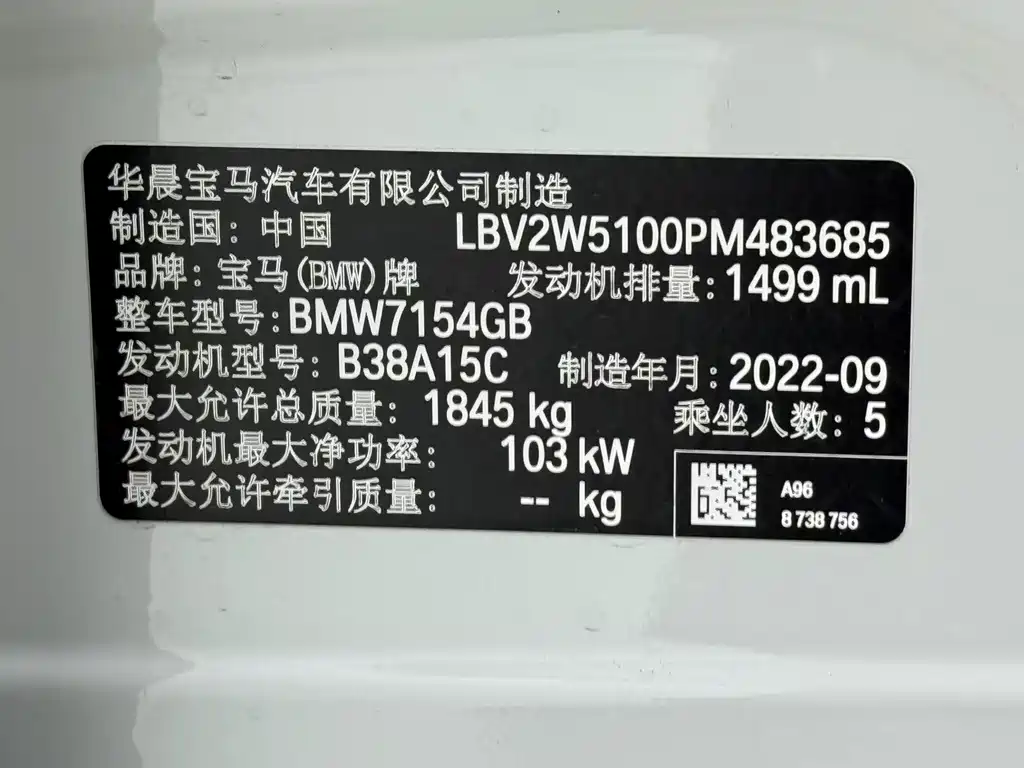 华晨宝马汽车有限公司制造
制造国：中国 LBV2W5100PM483685
品牌：宝马(BMW)牌 发动机排量：1499 mL
整车型号：BMW7154GB
发动机型号：B38A15C 制造年月：2022-09
最大允许总质量：1845 kg 乘坐人数：5
发动机最大净功率：103 kW
最大允许牵引质量：-- kg
A96
8 738 756